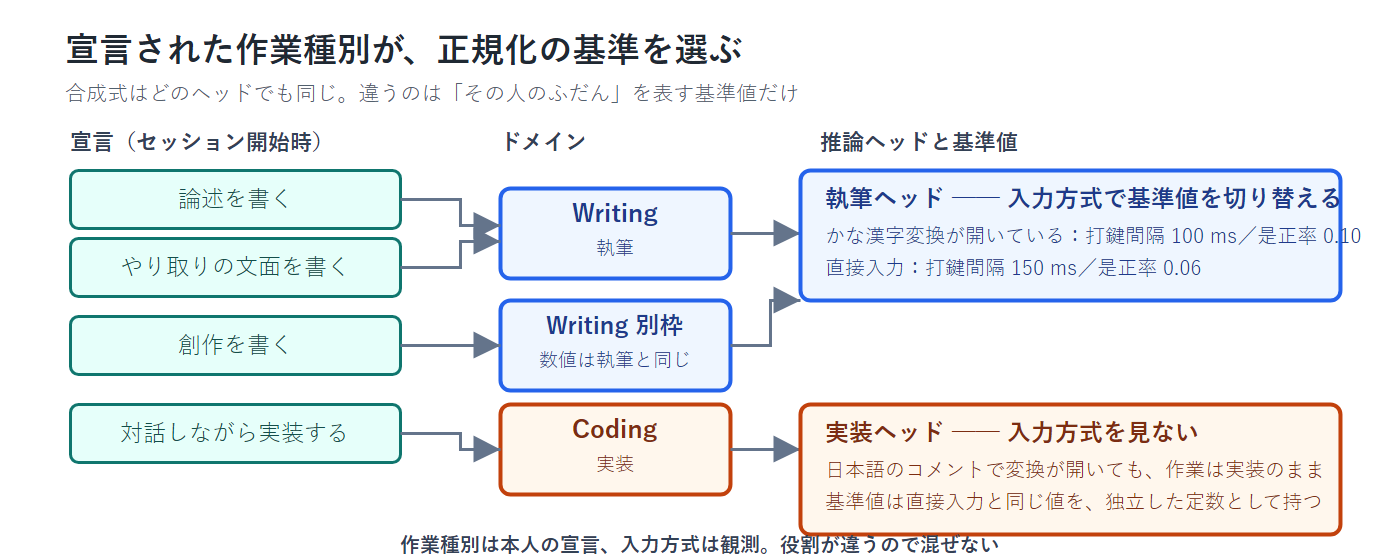 宣言された作業種別が、正規化の基準を選ぶ
合成式はどのヘッドでも同じ。違うのは「その人のふだん」を表す基準値だけ
宣言（セッション開始時）
ドメイン
推論ヘッドと基準値
論述を書く
やり取りの文面を書く
創作を書く
対話しながら実装する
Writing
執筆
Writing 別枠
数値は執筆と同じ
Coding
実装
執筆ヘッド ―― 入力方式で基準値を切り替える
かな漢字変換が開いている：打鍵間隔 100 ms／是正率 0.10
直接入力：打鍵間隔 150 ms／是正率 0.06
実装ヘッド ―― 入力方式を見ない
日本語のコメントで変換が開いても、作業は実装のまま
基準値は直接入力と同じ値を、独立した定数として持つ
作業種別は本人の宣言、入力方式は観測。役割が違うので混ぜない